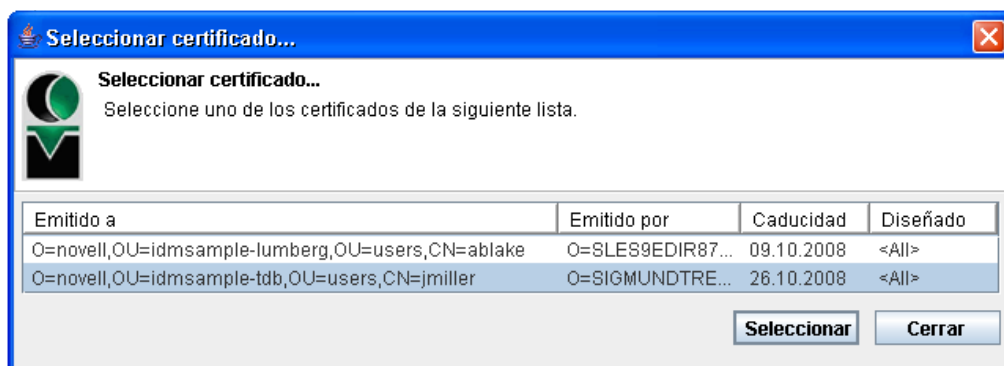 Seleccionar certificado...
Seleccionar certificado...
Seleccione uno de los certificados de la siguiente lista.
Emitido a Emitido por Caducidad Diseñado
O=novell,OU=idmsample-lumberg,OU=users,CN=ablake O=SLES9EDIR87... 09.10.2008 <All>
O=novell,OU=idmsample-tdb,OU=users,CN=jmiller O=SIGMUNDTRE... 26.10.2008 <All>
Seleccionar Cerrar